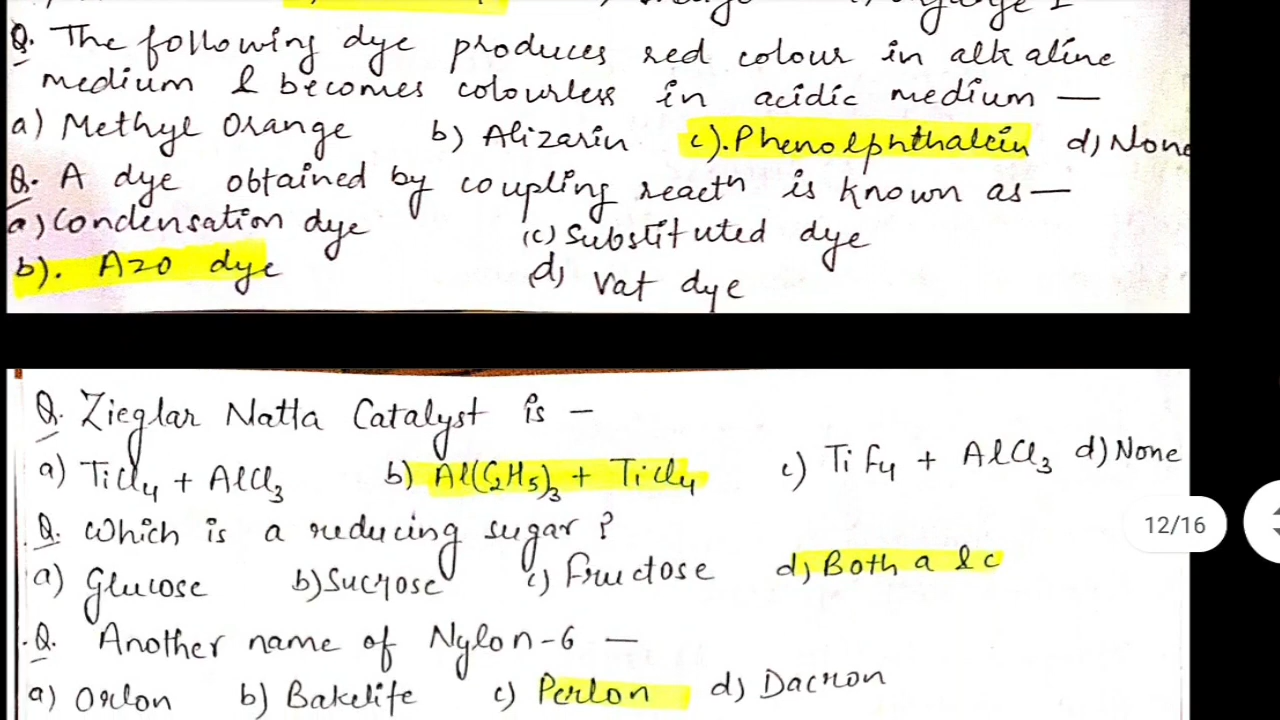 Q. The following dye produces red colour in alkaline
medium & becomes colourless in acidic medium —
a) Methyl Orange b) Alizarin c). Phenolphthalein d) None
Q. A dye obtained by coupling reactⁿ is known as —
a) Condensation dye (c) Substituted dye
b). Azo dye d) Vat dye
Q. Zieglar Natta Catalyst is —
a) TiCl₄ + AlCl₃ b) Al(C₂H₅)₃ + TiCl₄ c) TiF₄ + AlCl₃ d) None
12/16
Q. Which is a reducing sugar?
a) Glucose b) Sucrose c) Fructose d) Both a & c
Q. Another name of Nylon-6 —
a) Orlon b) Bakelife c) Perlon d) Dacron